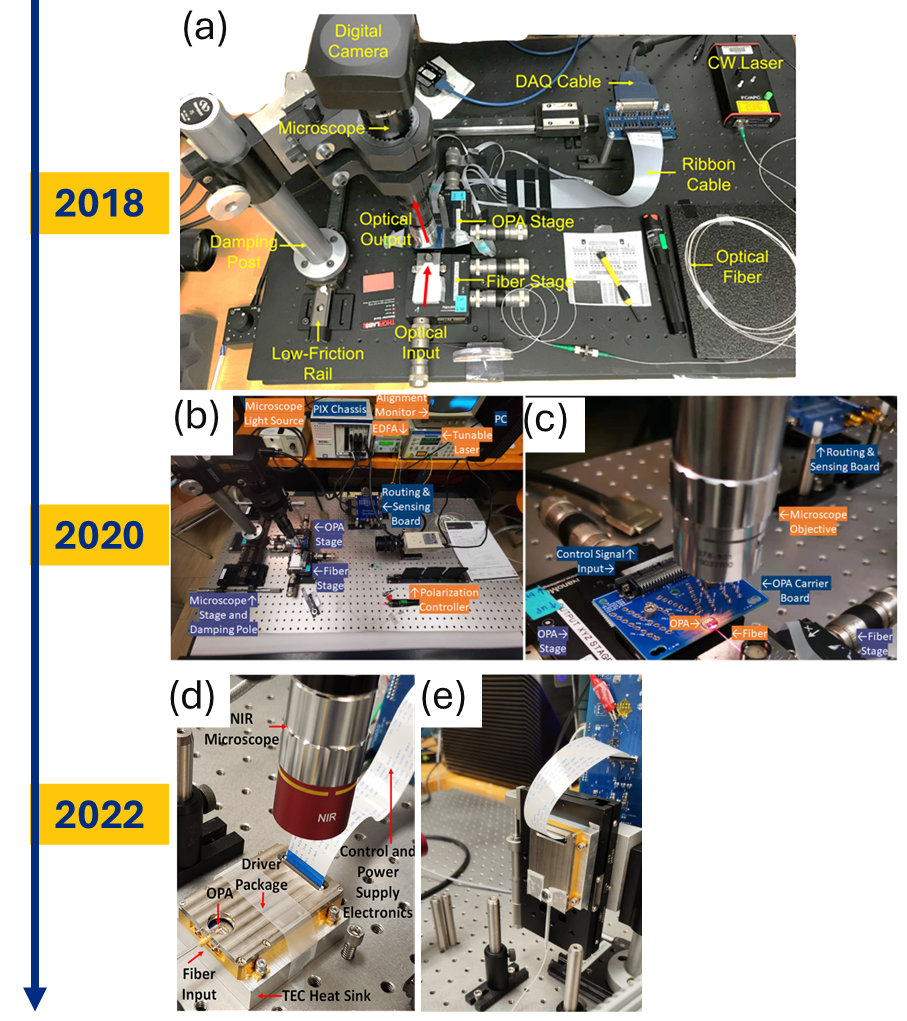 (a)
Digital
Camera
DAQ Cable
CW Laser
Microscope
Ribbon
Cable
Optical
Output
OPA Stage
Damping
Post
Fiber Stage
Optical
Fiber
Optical
Input
Low-Friction
Rail
THORLABS
2018
(b)
Microscope
Light Source
PIX Chassis
Alignment
Monitor→
EDFA↓
←Tunable
Laser
PC
Routing &
←Sensing
Board
←OPA
Stage
←Fiber
Stage
Microscope↑
Stage and
Damping Pole
↑Polarization
Controller
2020
(c)
↑Routing &
Sensing Board
←Microscope
Objective
Control Signal↑
Input→
←OPA Carrier
Board
OPA→
←Fiber
OPA→
Stage
←Fiber
Stage
2022
(d)
NIR
Microscope
NIR
Control and
Power
Supply
Electronics
Driver
Package
OPA
Fiber
Input
TEC Heat Sink
(e)